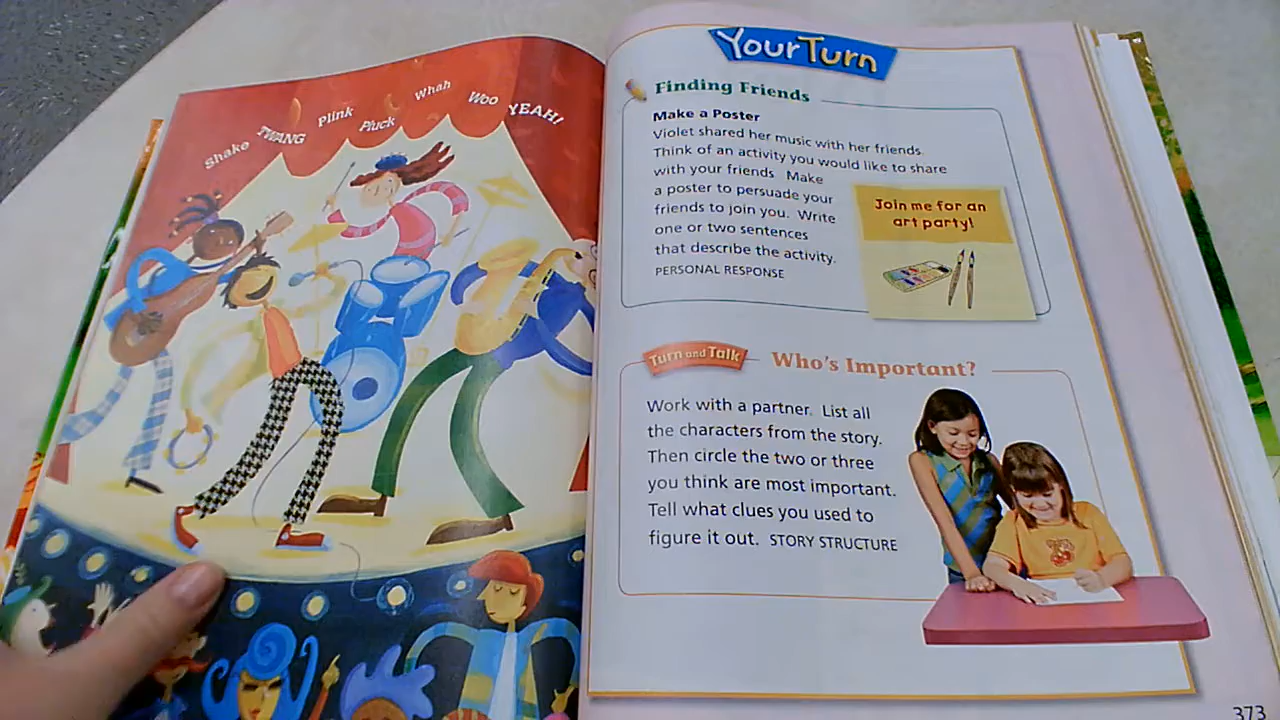 Shake TWANG Plink Pluck Whah Woo YEAH!
Your Turn
Finding Friends
Make a Poster
Violet shared her music with her friends.
Think of an activity you would like to share
with your friends. Make
a poster to persuade your
friends to join you. Write
one or two sentences
that describe the activity.
PERSONAL RESPONSE
Join me for an
art party!
Turn and Talk
Who's Important?
Work with a partner. List all
the characters from the story.
Then circle the two or three
you think are most important.
Tell what clues you used to
figure it out. STORY STRUCTURE
373